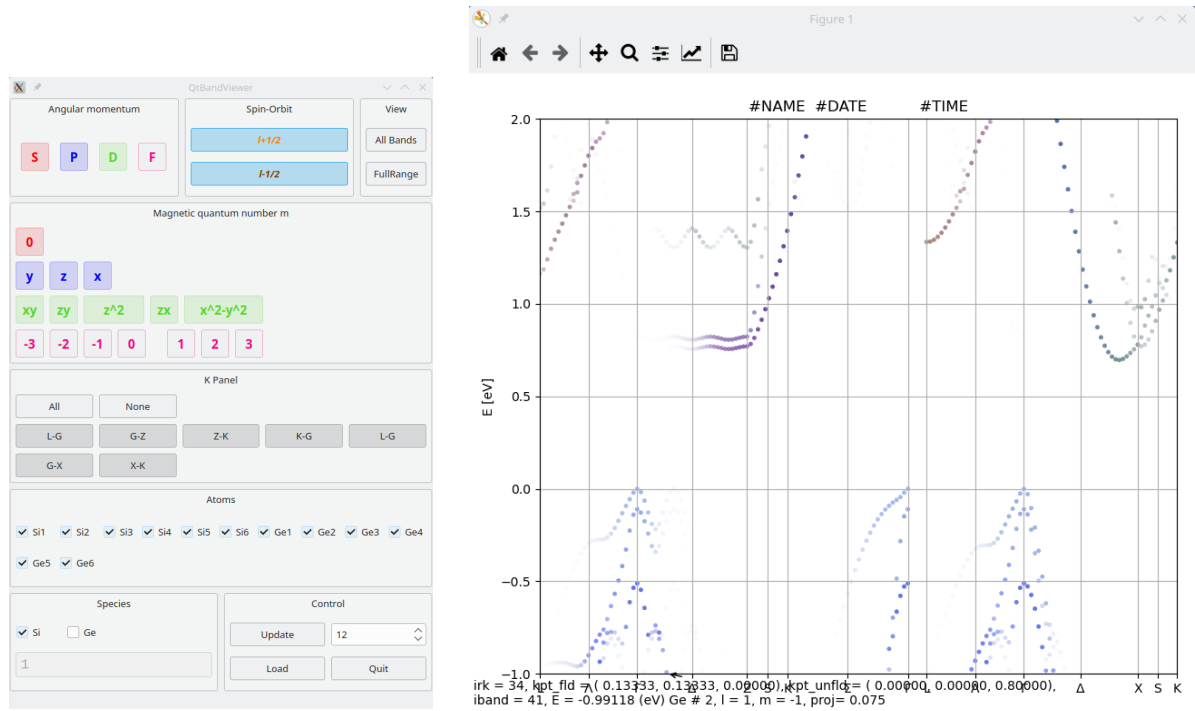 Figure 1
QtBandViewer
Angular momentum
S P D F
Spin-Orbit
l+1/2
l-1/2
View
All Bands
FullRange
Magnetic quantum number m
0
y z x
xy zy z^2 zx x^2-y^2
-3 -2 -1 0 1 2 3
K Panel
All None
L-G G-Z Z-K K-G L-G
G-X X-K
Atoms
Si1 Si2 Si3 Si4 Si5 Si6 Ge1 Ge2 Ge3 Ge4
Ge5 Ge6
Species
Si Ge
1
Control
Update 12
Load Quit
#NAME #DATE #TIME
2.0
1.5
1.0
0.5
0.0
−0.5
−1.0
E [eV]
Δ X S K
irk = 34, kpt_fld = ( 0.13333, 0.13333, 0.00000), kpt_unfld= ( 0.00000, 0.00000, 0.80000),
iband = 41, E = -0.99118 (eV) Ge # 2, l = 1, m = -1, proj= 0.075